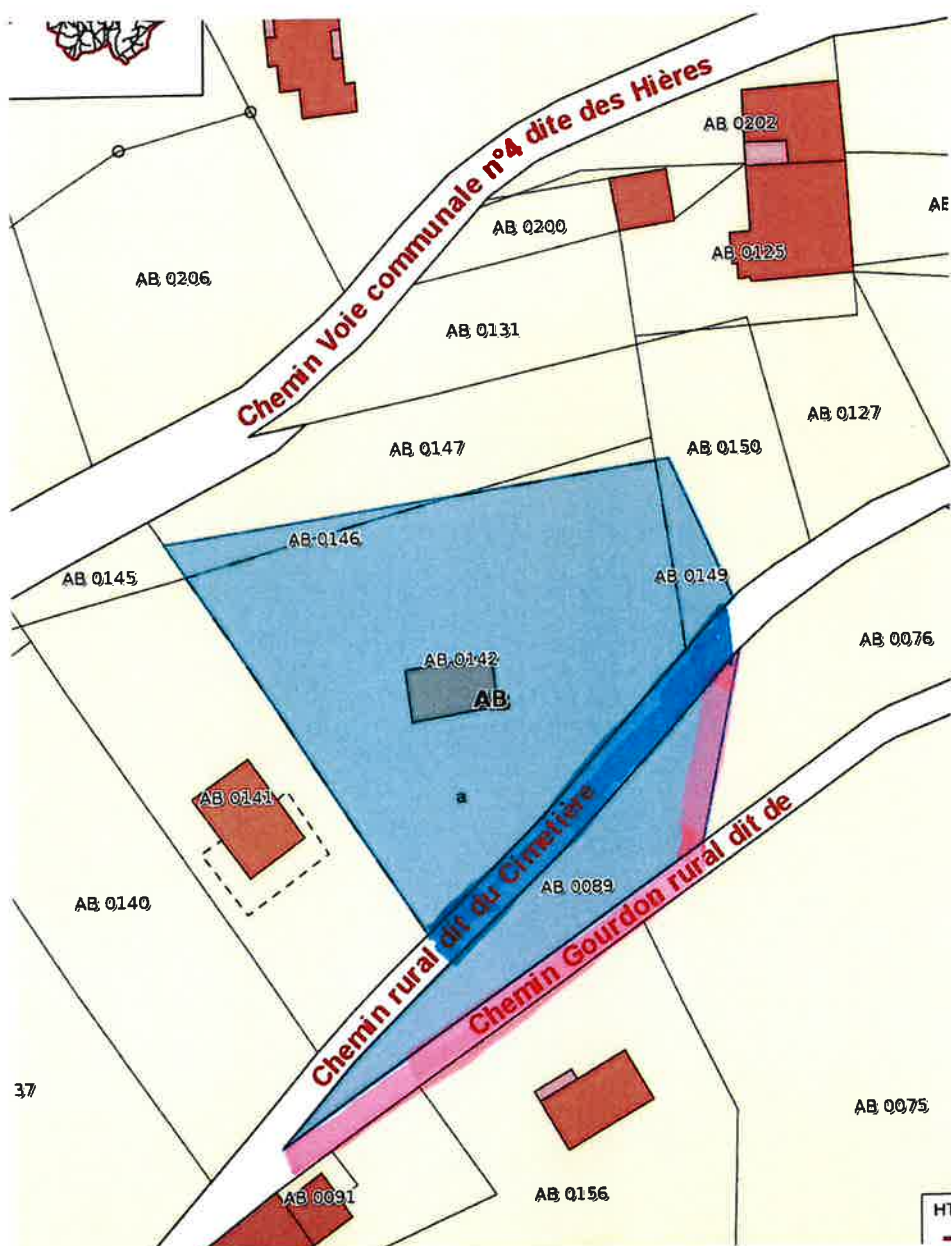 Chemin Voie communale n°4 dite des Hières
AB 0202
AB 0200
AB 0125
AB 0206
AB 0131
AB 0127
AB 0147
AB 0150
AB 0146
AB 0145
AB 0149
AB 0076
AB 0142
AB
AB 0141
a
AB 0089
AB 0140
Chemin rural dit du Cimetière
Chemin Gourdon rural dit de
37
AB 0075
AB 0091
AB 0156